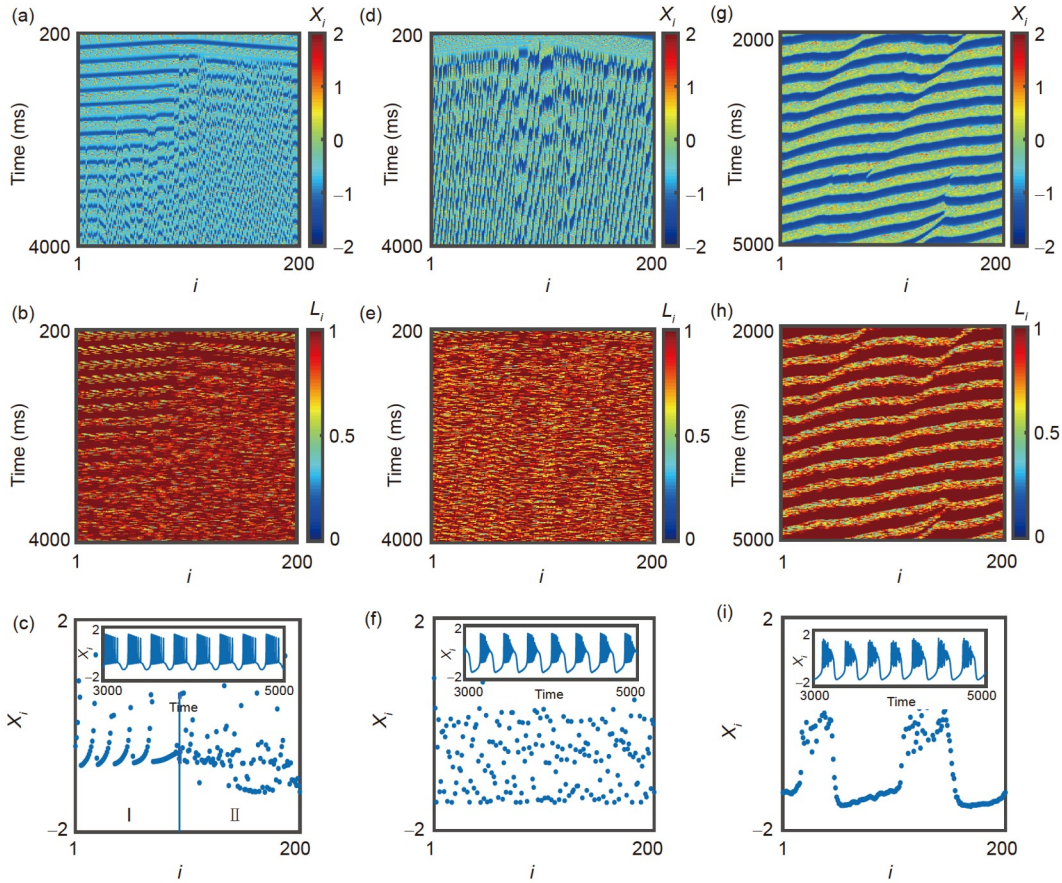 (a)
X_i
200
2
1
Time (ms)
0
−1
4000
−2
1
i
200
(d)
X_i
200
2
1
Time (ms)
0
−1
4000
−2
1
i
200
(g)
X_i
2000
2
1
Time (ms)
0
−1
5000
−2
1
i
200
(b)
L_i
200
1
Time (ms)
0.5
4000
0
1
i
200
(e)
L_i
200
1
Time (ms)
0.5
4000
0
1
i
200
(h)
L_i
2000
1
Time (ms)
0.5
5000
0
1
i
200
(c)
2
2
X_i
−2
3000
5000
Time
X_i
I
II
−2
1
i
200
(f)
2
2
X_i
−2
3000
Time
5000
X_i
−2
1
i
200
(i)
2
2
X_i
−2
3000
Time
5000
X_i
−2
1
i
200